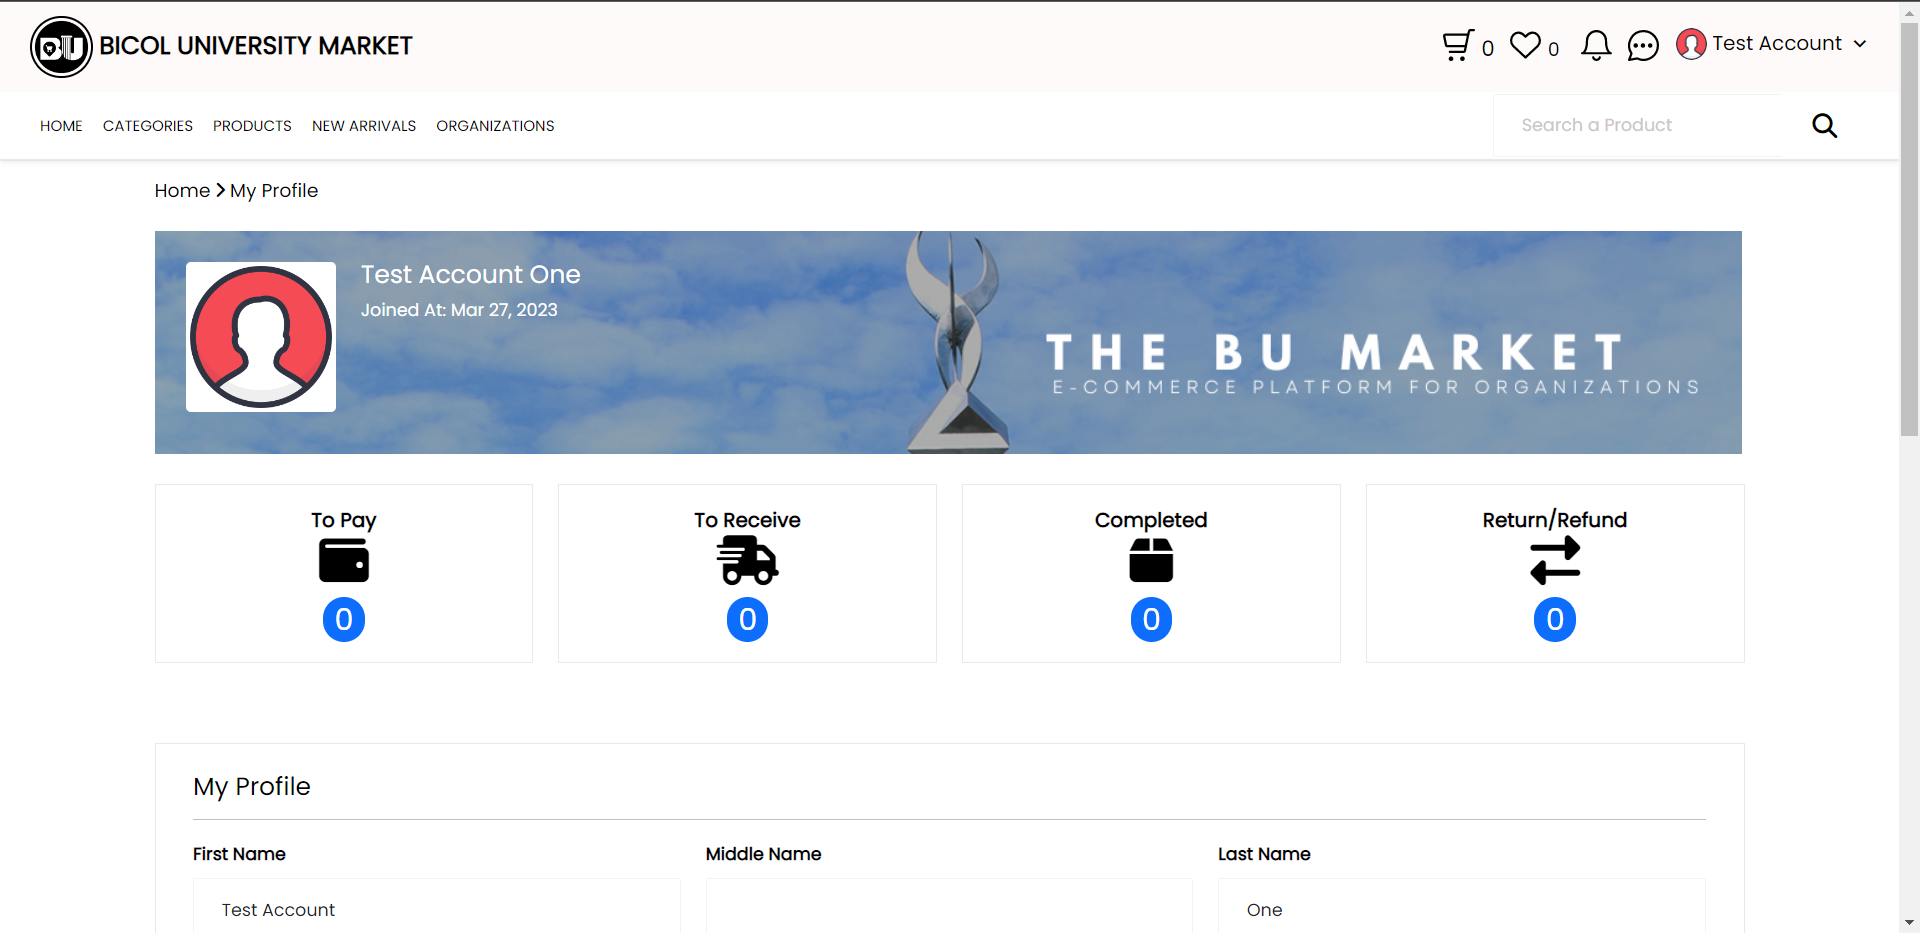 BU BICOL UNIVERSITY MARKET
0 0 Test Account
HOME CATEGORIES PRODUCTS NEW ARRIVALS ORGANIZATIONS
Search a Product
Home > My Profile
Test Account One
Joined At: Mar 27, 2023
THE BU MARKET
E-COMMERCE PLATFORM FOR ORGANIZATIONS
To Pay
0
To Receive
0
Completed
0
Return/Refund
0
My Profile
First Name Middle Name Last Name
Test Account One